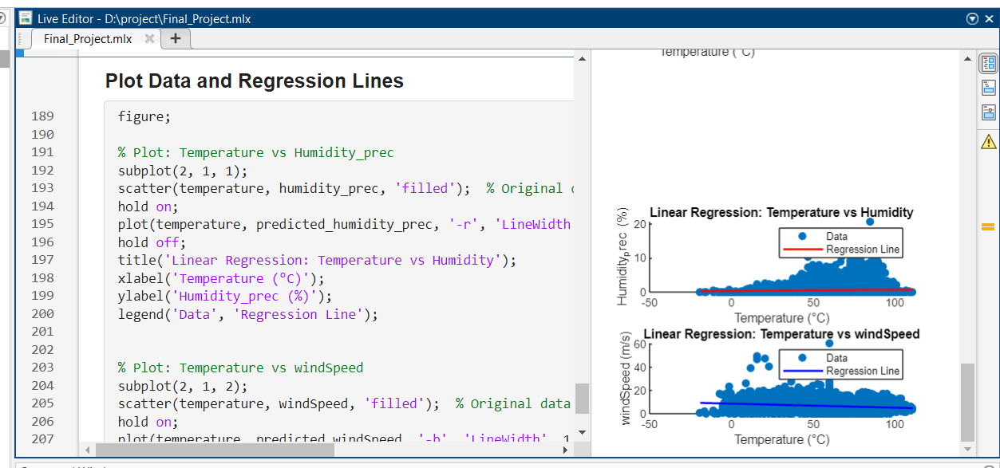 Live Editor - D:\project\Final_Project.mlx
Final_Project.mlx
Plot Data and Regression Lines
189 figure;
190
191 % Plot: Temperature vs Humidity_prec
192 subplot(2, 1, 1);
193 scatter(temperature, humidity_prec, 'filled');  % Original
194 hold on;
195 plot(temperature, predicted_humidity_prec, '-r', 'LineWidth
196 hold off;
197 title('Linear Regression: Temperature vs Humidity');
198 xlabel('Temperature (°C)');
199 ylabel('Humidity_prec (%)');
200 legend('Data', 'Regression Line');
201
202
203 % Plot: Temperature vs windSpeed
204 subplot(2, 1, 2);
205 scatter(temperature, windSpeed, 'filled');  % Original data
206 hold on;
207 plot(temperature, predicted_windSpeed, '-b', 'LineWidth', 1
Temperature (°C)
Linear Regression: Temperature vs Humidity
Humidity_prec (%)
20
10
0
Data
Regression Line
-50 0 50 100
Temperature (°C)
Linear Regression: Temperature vs windSpeed
windSpeed (m/s)
60
40
20
0
Data
Regression Line
-50 0 50 100
Temperature (°C)